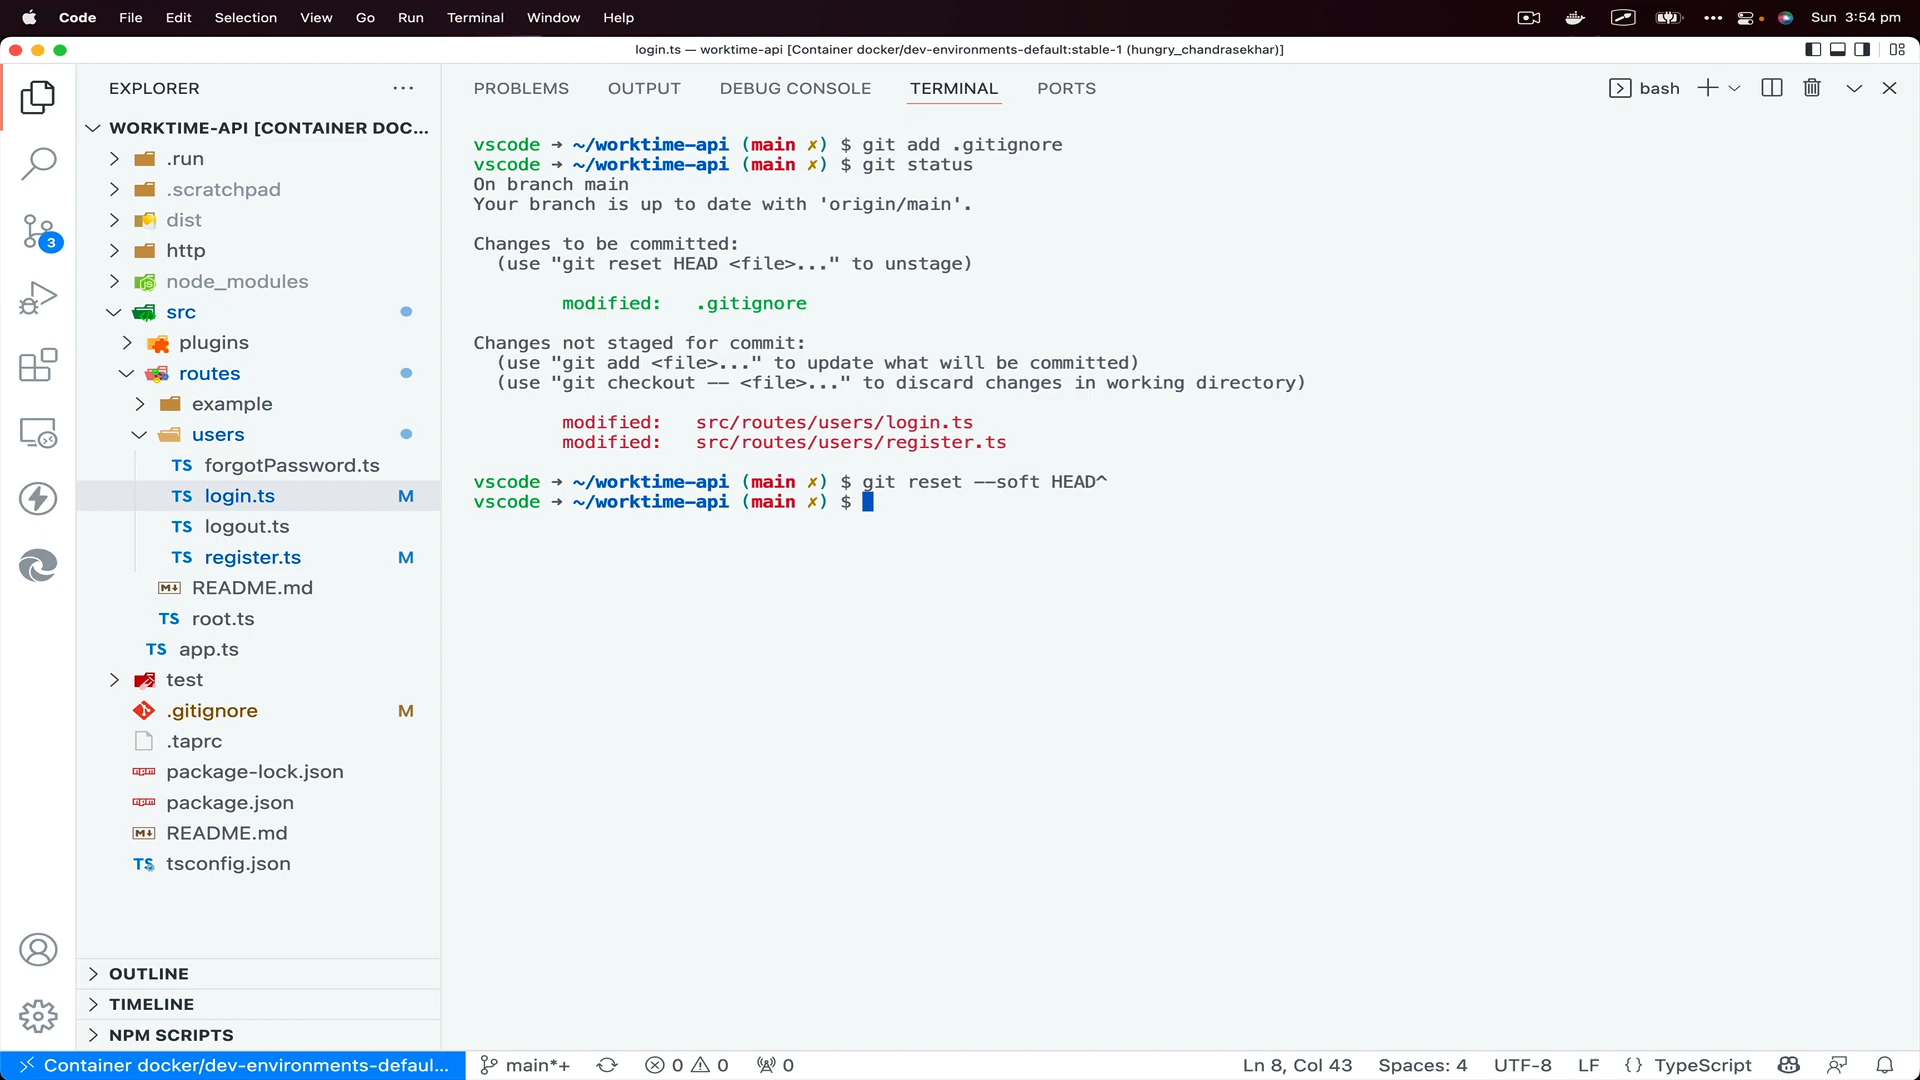 Code File Edit Selection View Go Run Terminal Window Help Sun 3:54 pm
login.ts — worktime-api [Container docker/dev-environments-default:stable-1 (hungry_chandrasekhar)]
EXPLORER
WORKTIME-API [CONTAINER DOC...
.run
.scratchpad
dist
http
node_modules
src
plugins
routes
example
users
TS forgotPassword.ts
TS login.ts M
TS logout.ts
TS register.ts M
README.md
TS root.ts
TS app.ts
test
.gitignore M
.taprc
package-lock.json
package.json
README.md
TS tsconfig.json
OUTLINE
TIMELINE
NPM SCRIPTS
3
PROBLEMS OUTPUT DEBUG CONSOLE TERMINAL PORTS bash
vscode → ~/worktime-api (main ✗) $ git add .gitignore
vscode → ~/worktime-api (main ✗) $ git status
On branch main
Your branch is up to date with 'origin/main'.
Changes to be committed:
(use "git reset HEAD <file>..." to unstage)
modified: .gitignore
Changes not staged for commit:
(use "git add <file>..." to update what will be committed)
(use "git checkout -- <file>..." to discard changes in working directory)
modified: src/routes/users/login.ts
modified: src/routes/users/register.ts
vscode → ~/worktime-api (main ✗) $ git reset --soft HEAD^
vscode → ~/worktime-api (main ✗) $
Container docker/dev-environments-defaul... main*+ 0 0 0 Ln 8, Col 43 Spaces: 4 UTF-8 LF {} TypeScript